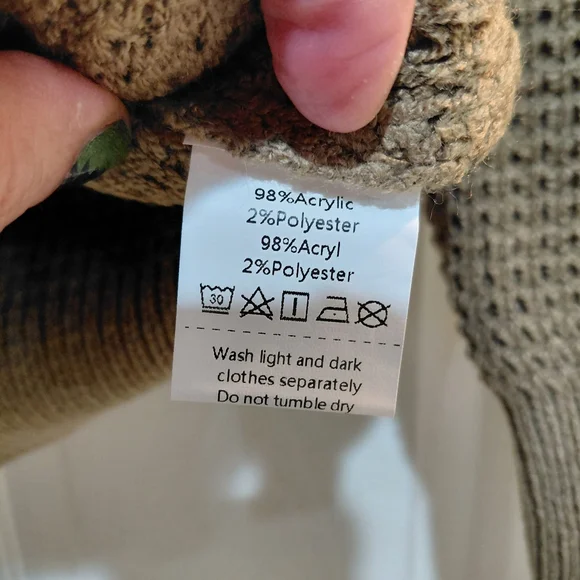 98%Acrylic
2%Polyester
98%Acryl
2%Polyester
30
Wash light and dark
clothes separately
Do not tumble dry